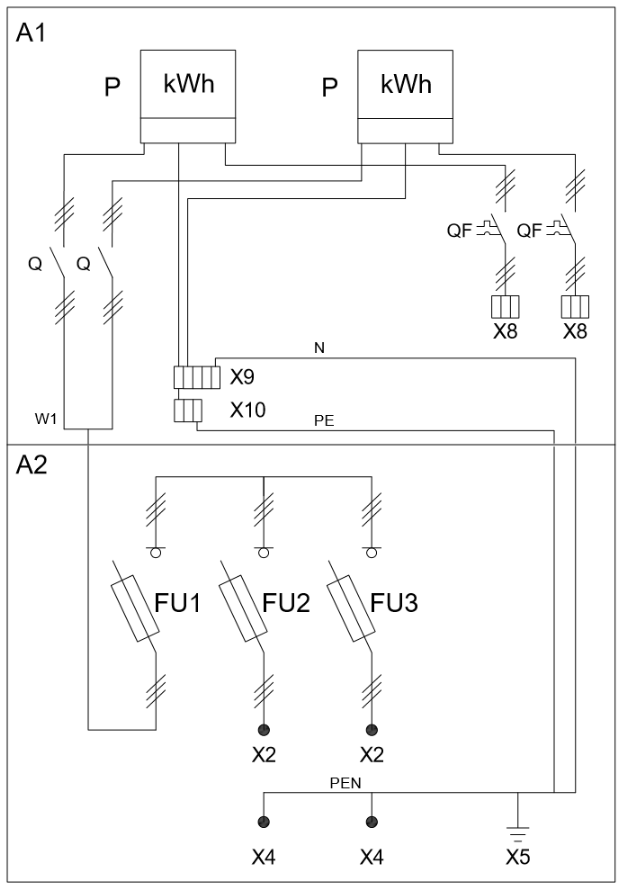 A1
P kWh P kWh
QF QF
Q Q
X8 X8
N
X9
X10
W1 PE
A2
FU1 FU2 FU3
X2 X2
PEN
X4 X4 X5